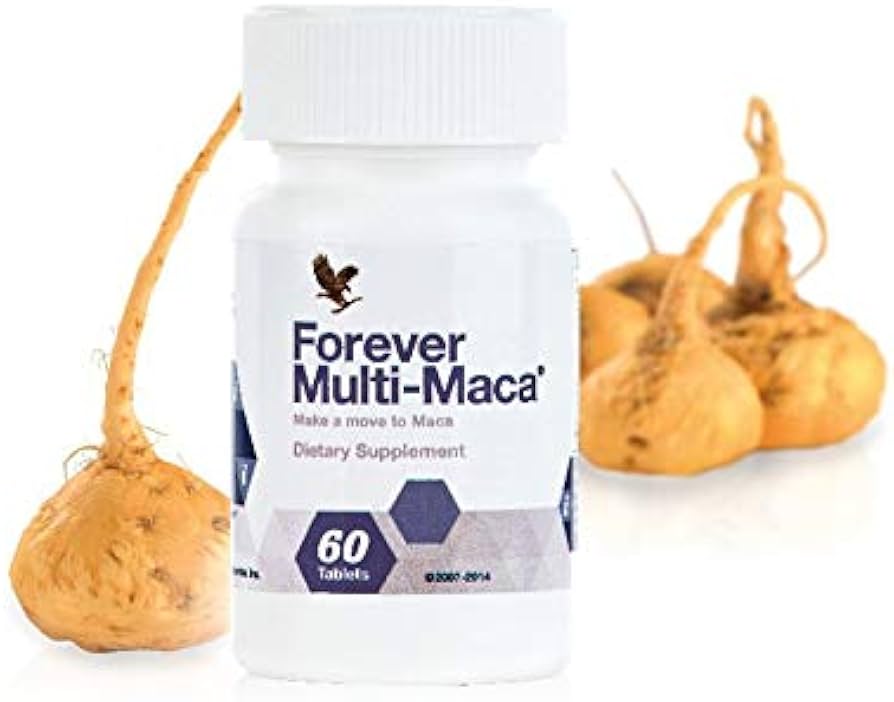 Forever
Multi-Maca®
Make a move to Maca
Dietary Supplement
60
Tablets
©2007-2014